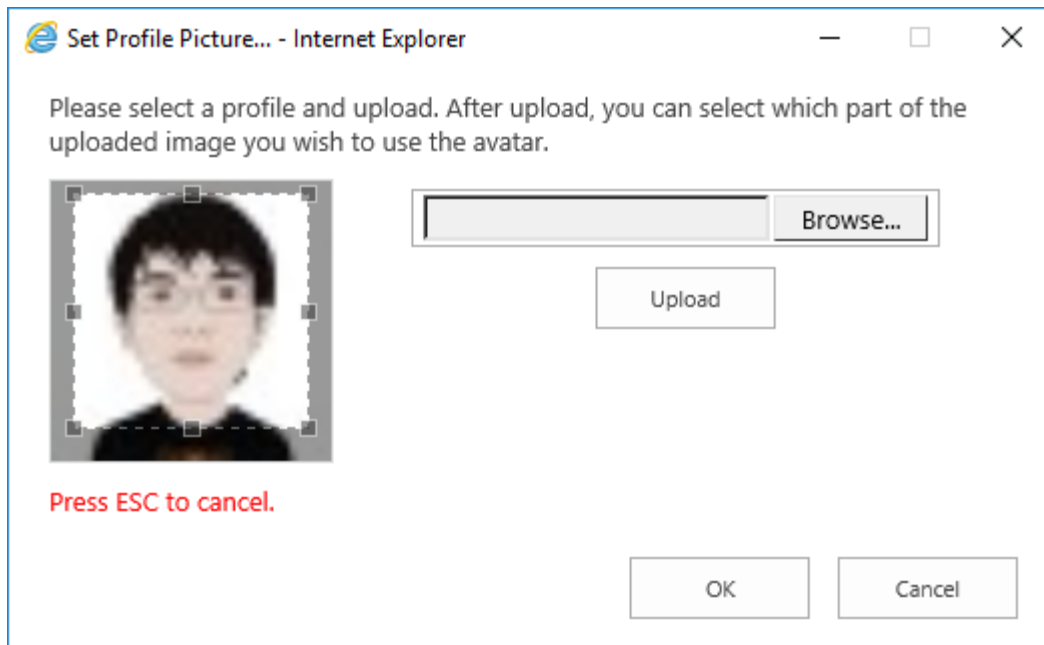 Set Profile Picture... - Internet Explorer
Please select a profile and upload. After upload, you can select which part of the
uploaded image you wish to use the avatar.
Browse...
Upload
Press ESC to cancel.
OK
Cancel